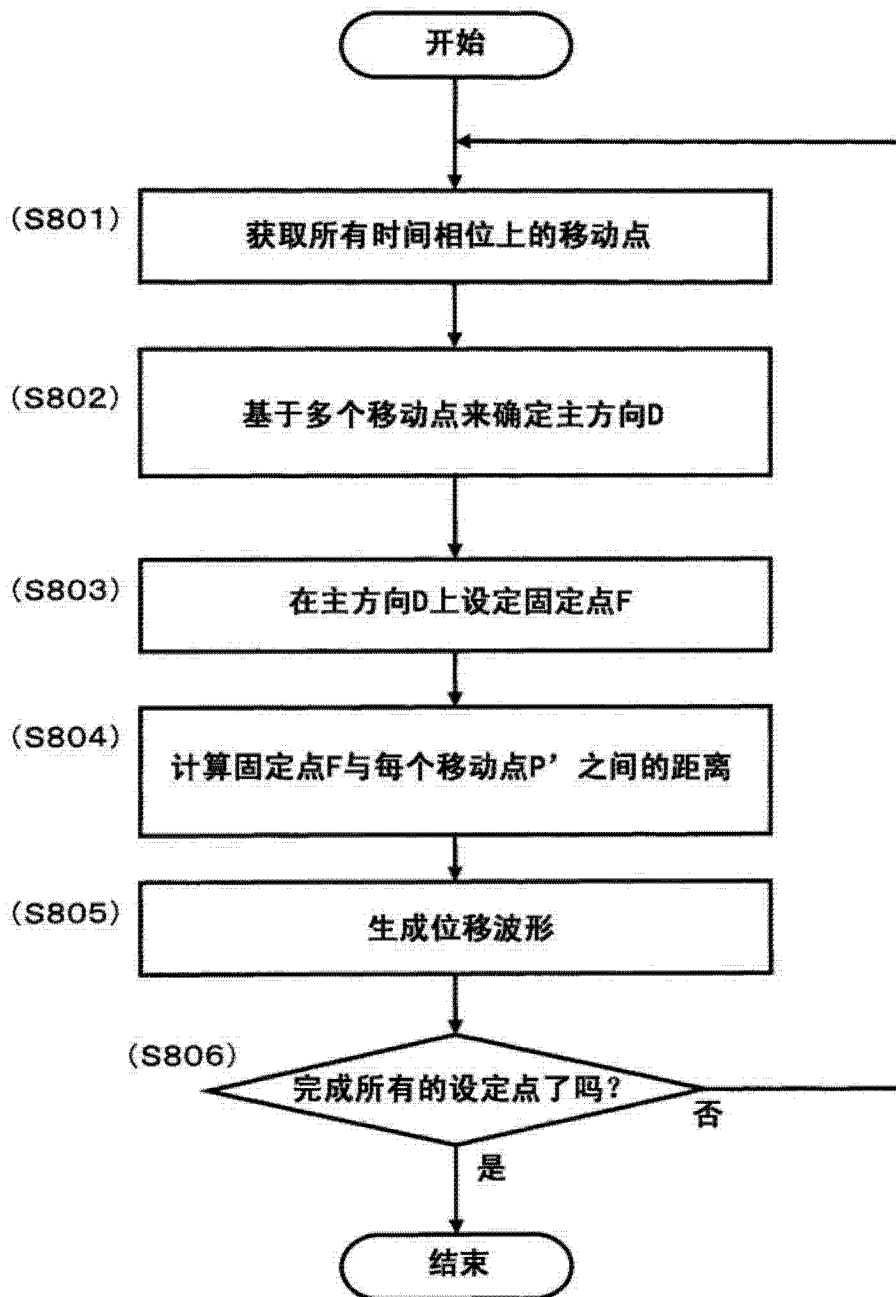 开始
(S801)
获取所有时间相位上的移动点
(S802)
基于多个移动点来确定主方向D
(S803)
在主方向D上设定固定点F
(S804)
计算固定点F与每个移动点P’之间的距离
(S805)
生成位移波形
(S806)
完成所有的设定点了吗?
否
是
结束